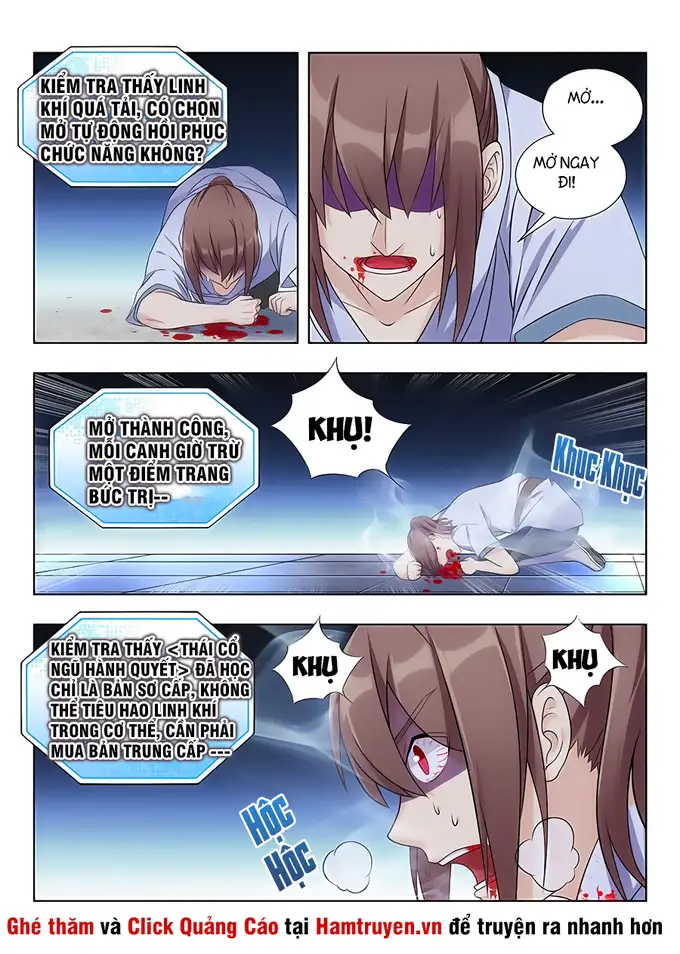 KIỂM TRA THẤY LINH
KHÍ QUÁ TẢI, CÓ CHỌN
MỞ TỰ ĐỘNG HỒI PHỤC
CHỨC NĂNG KHÔNG?
MỞ...
MỞ NGAY
ĐI!
MỞ THÀNH CÔNG,
MỖI CANH GIỜ TRỪ
MỘT ĐIỂM TRANG
BỨC TRỊ--
KHỤ!
KHỤC KHỤC
KIỂM TRA THẤY <THÁI CỔ
NGŨ HÀNH QUYẾT> ĐÃ HỌC
CHỈ LÀ BẢN SƠ CẤP, KHÔNG
THỂ TIÊU HAO LINH KHÍ
TRONG CƠ THỂ, CẦN PHẢI
MUA BẢN TRUNG CẤP ---
KHỤ
KHỤ
HỘC
HỘC
Ghé thăm và Click Quảng Cáo tại Hamtruyen.vn để truyện ra nhanh hơn